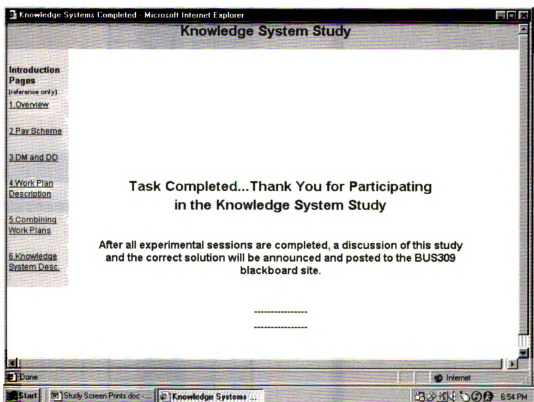 Knowledge Systems Completed - Microsoft Internet Explorer
Knowledge System Study
Introduction
Pages
(reference only)
1.Overview
2.Pay Scheme
3.DM and DD
4.Work Plan
Description
5.Combining
Work Plans
6.Knowledge
System Desc.
Task Completed...Thank You for Participating
in the Knowledge System Study
After all experimental sessions are completed, a discussion of this study
and the correct solution will be announced and posted to the BUS309
blackboard site.
---------------
---------------
Done
Internet
Start
Study Screen Prints.doc -...
Knowledge Systems ...
6:54 PM